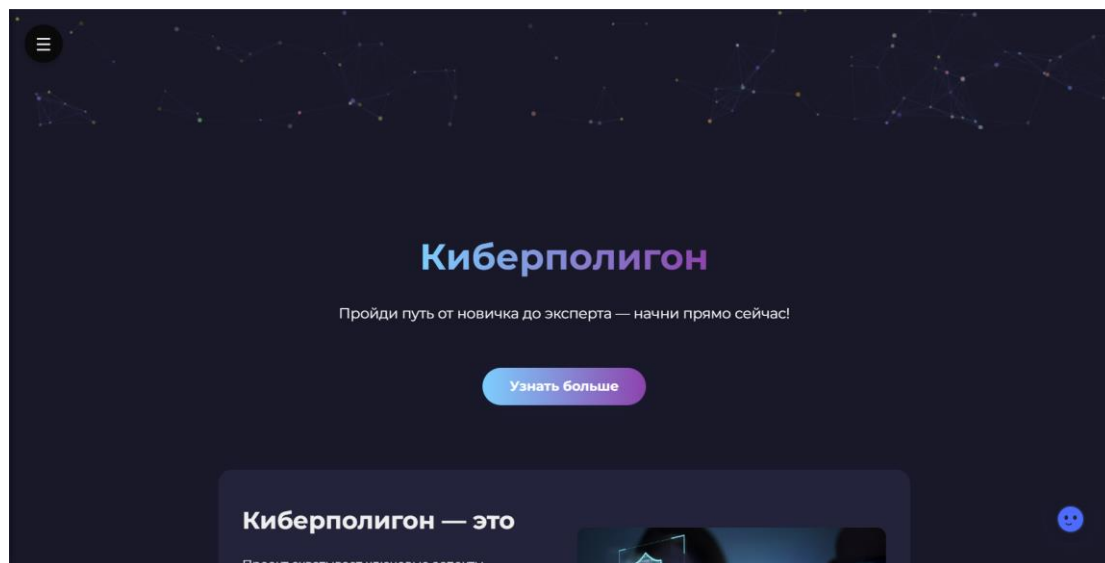 Киберполигон
Пройди путь от новичка до эксперта — начни прямо сейчас!
Узнать больше
Киберполигон — это